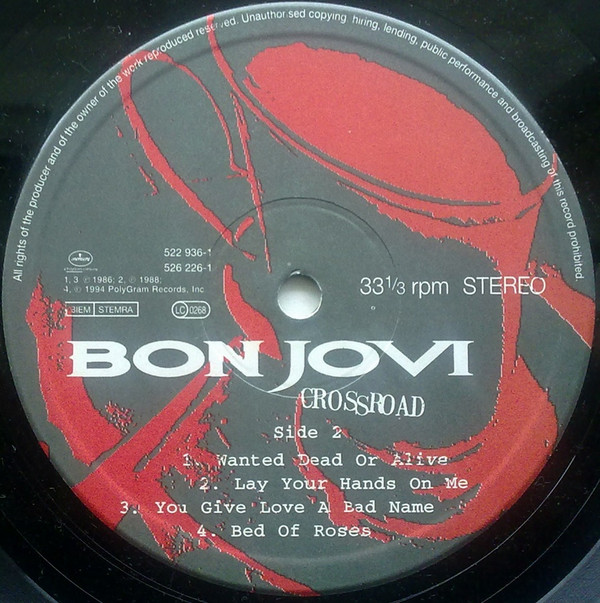 All rights of the producer and of the owner of the work reproduced reserved. Unauthorised copying hiring, lending, public performance and broadcasting of this record prohibited.
522 936-1
526 226-1
1, 3 ℗ 1986; 2, ℗ 1988;
4, ℗ 1994 PolyGram Records, Inc
BIEM STEMRA
LC 0268
33 1/3 rpm STEREO
BON JOVI
CROSSROAD
Side 2
1. Wanted Dead Or Alive
2. Lay Your Hands On Me
3. You Give Love A Bad Name
4. Bed Of Roses